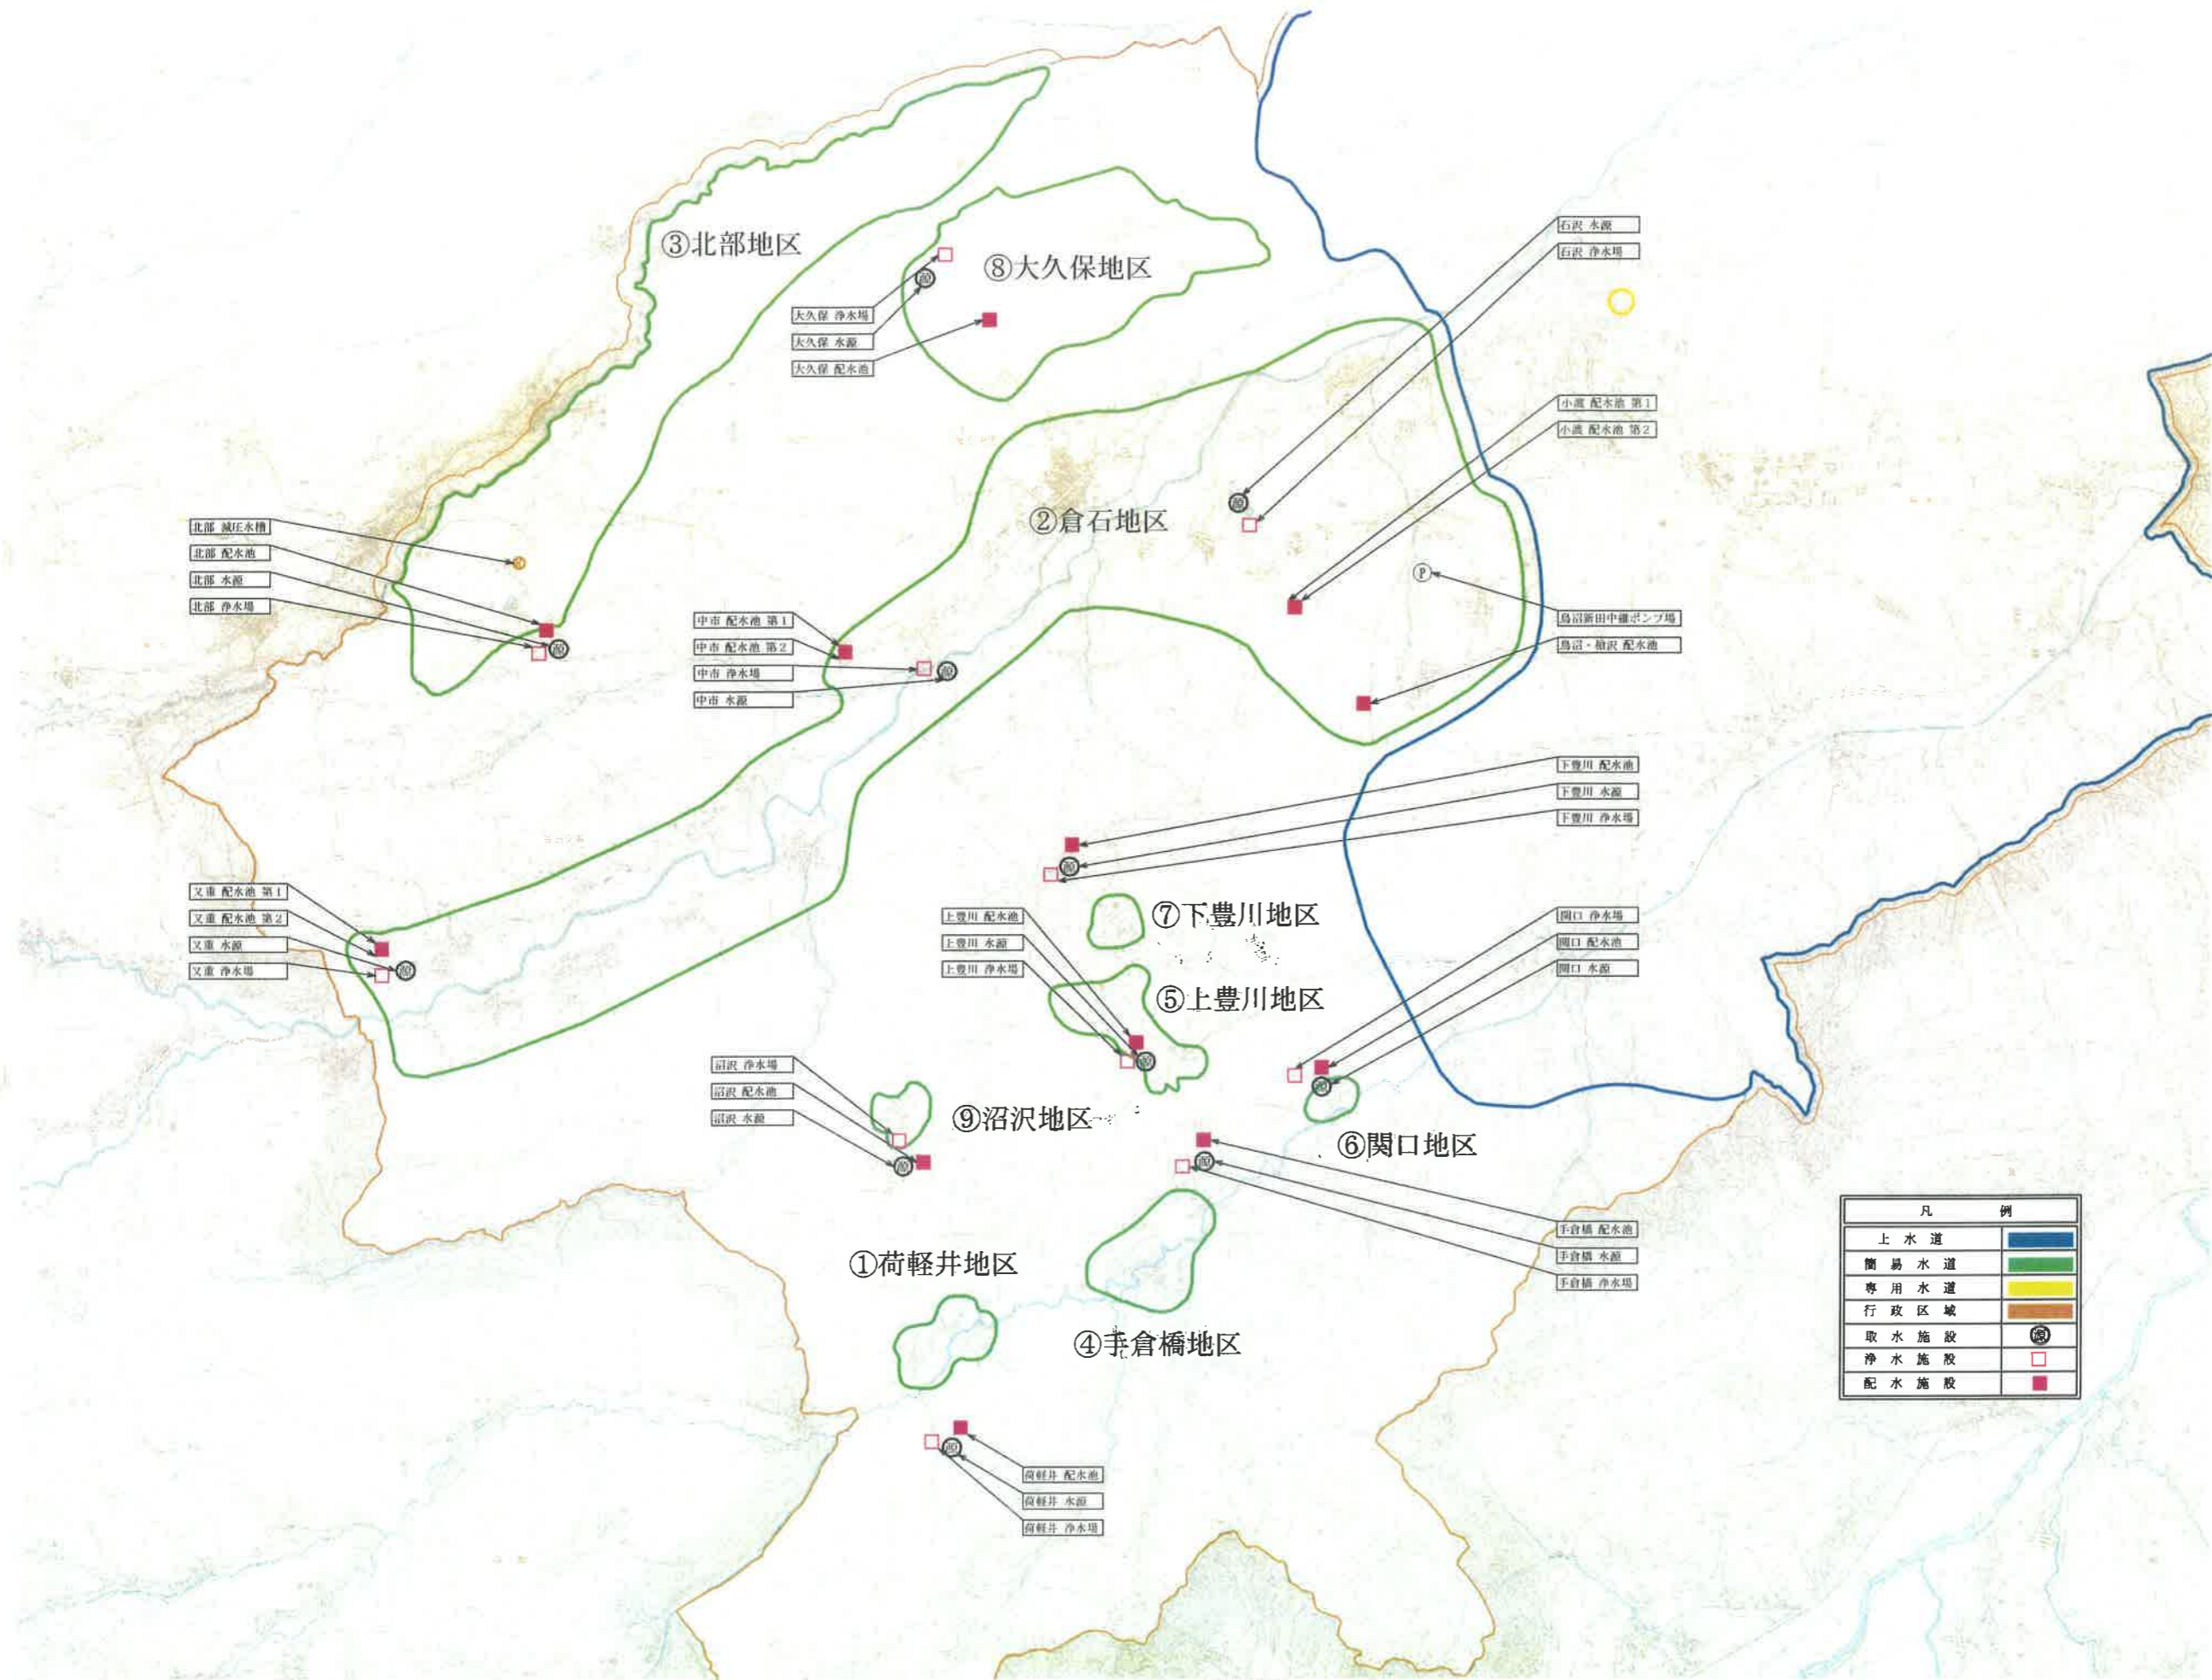 ③北部地区
⑧大久保地区
石沢 水源
石沢 浄水場
大久保 浄水場
大久保 水源
大久保 配水池
小渡 配水池 第1
小渡 配水池 第2
②倉石地区
源
源
P
北部 減圧水槽
北部 配水池
北部 水源
北部 浄水場
源
中市 配水池 第1
中市 配水池 第2
中市 浄水場
中市 水源
源
鳥沼新田中継ポンプ場
鳥沼・槍沢 配水池
下豊川 配水池
下豊川 水源
下豊川 浄水場
源
又重 配水池 第1
又重 配水池 第2
又重 水源
又重 浄水場
源
⑦下豊川地区
上豊川 配水池
上豊川 水源
上豊川 浄水場
⑤上豊川地区
源
関口 浄水場
関口 配水池
関口 水源
源
沼沢 浄水場
沼沢 配水池
沼沢 水源
⑨沼沢地区
源
⑥関口地区
源
手倉橋 配水池
手倉橋 水源
手倉橋 浄水場
①荷軽井地区
④手倉橋地区
源
荷軽井 配水池
荷軽井 水源
荷軽井 浄水場
凡 例
上水道
簡易水道
専用水道
行政区域
取水施設 源
浄水施設
配水施設